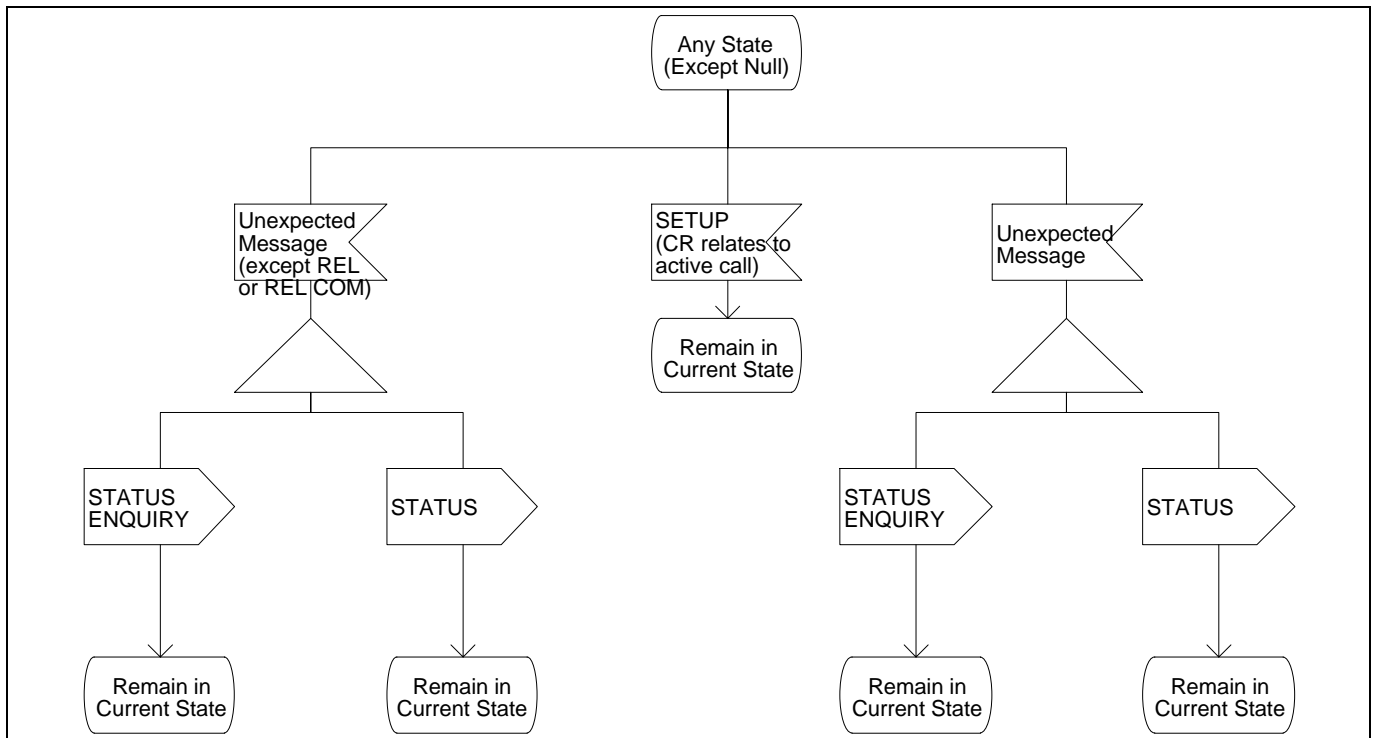 Any State
(Except Null)
Unexpected
Message
(except REL
or REL COM)
SETUP
(CR relates to
active call)
Unexpected
Message
Remain in
Current State
STATUS
ENQUIRY
STATUS
STATUS
ENQUIRY
STATUS
Remain in
Current State
Remain in
Current State
Remain in
Current State
Remain in
Current State